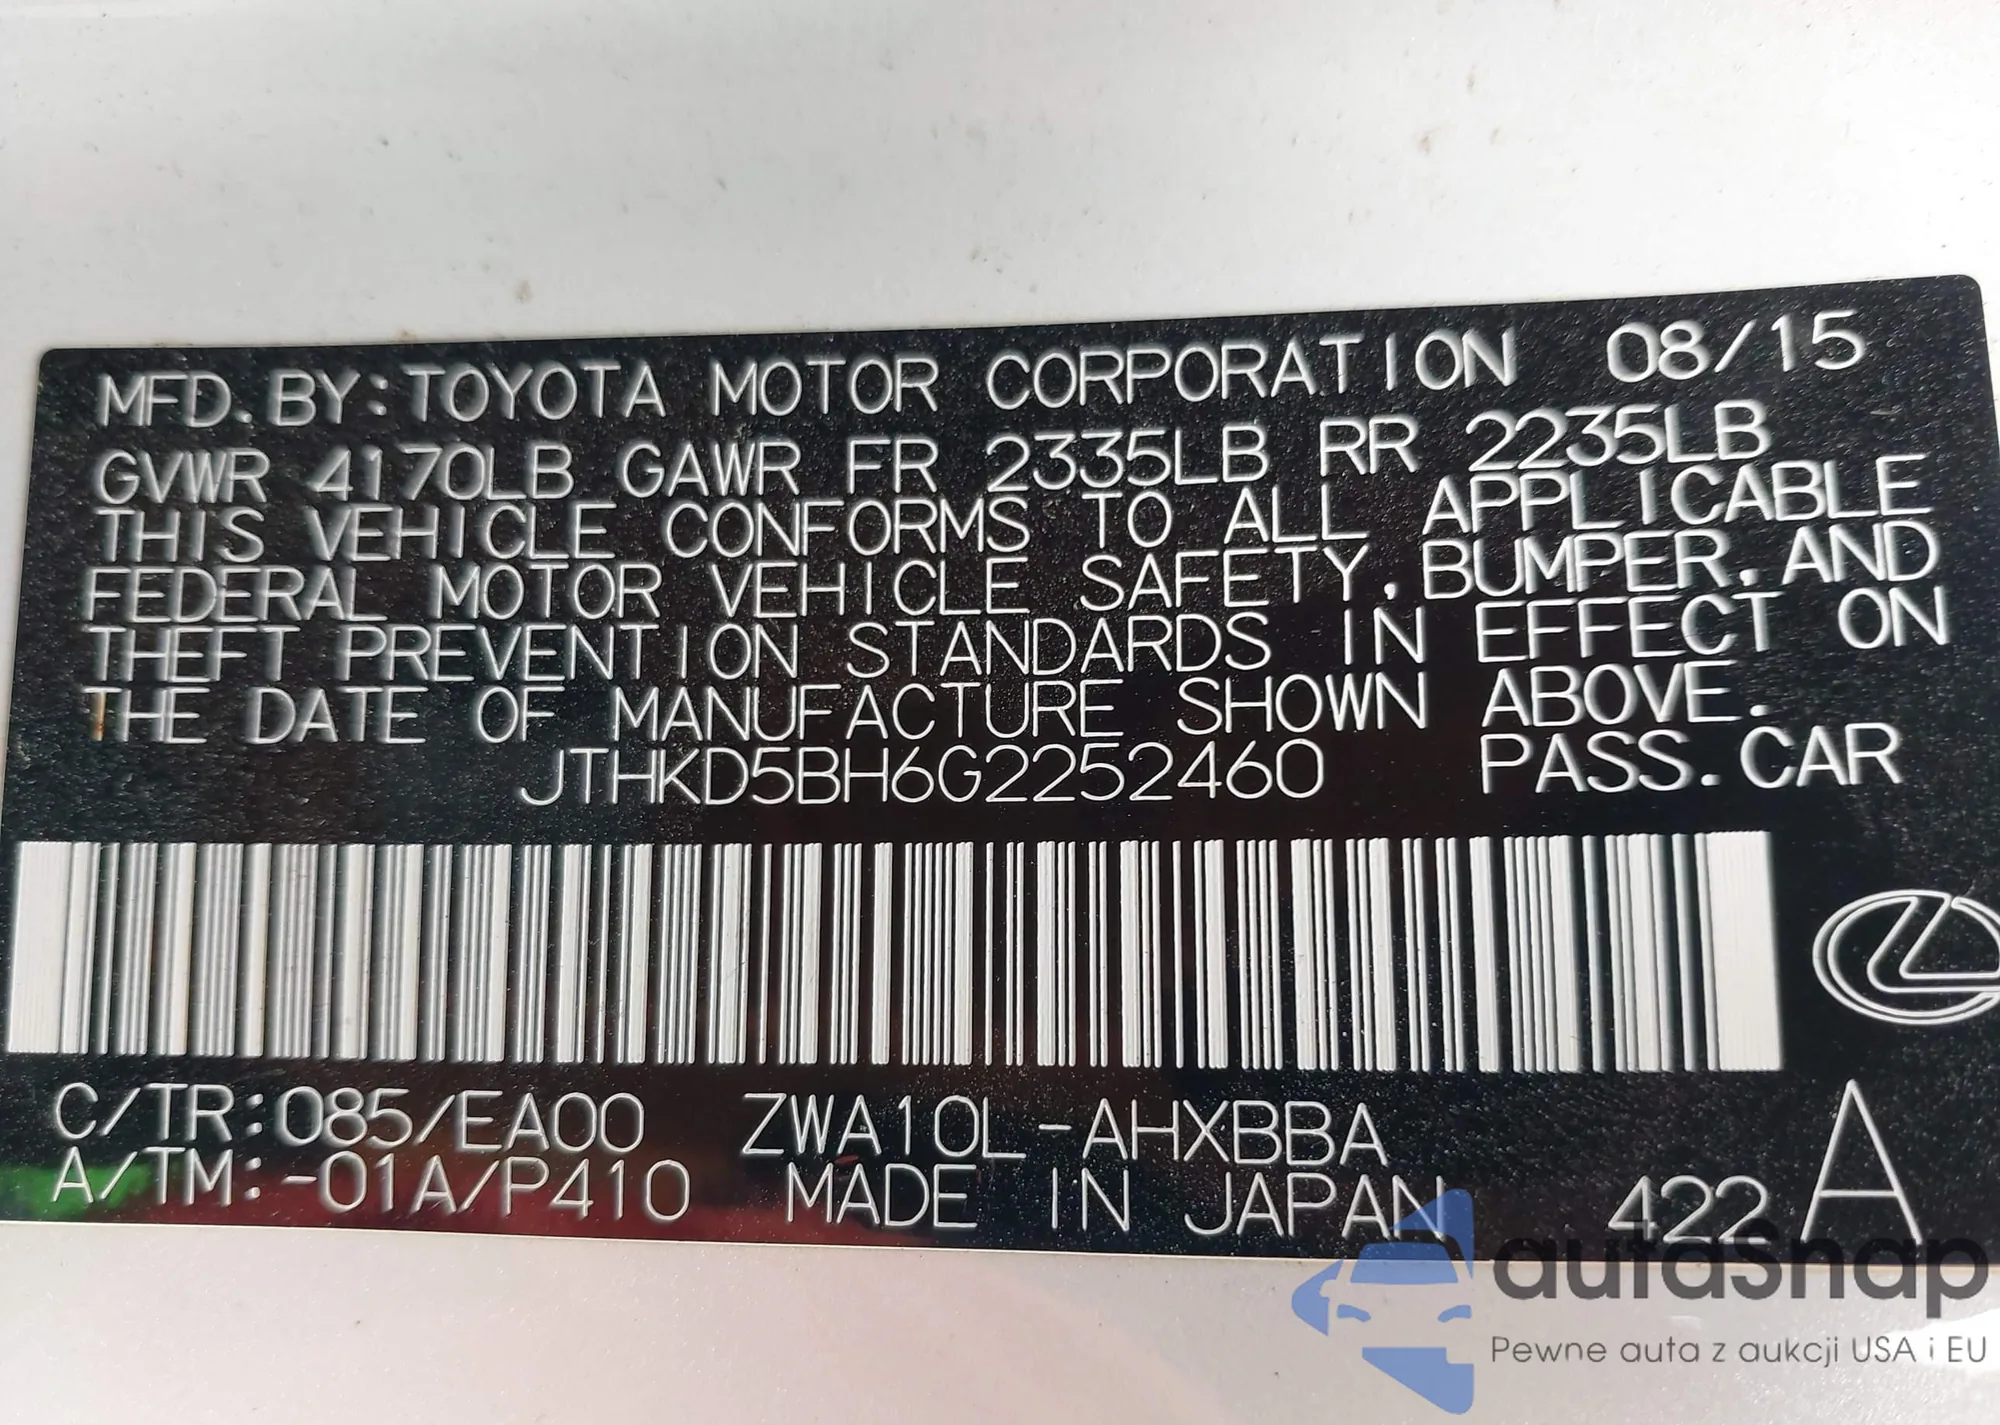 MFD. BY: TOYOTA MOTOR CORPORATION 08/15
GVWR 4170LB GAWR FR 2335LB RR 2235LB
THIS VEHICLE CONFORMS TO ALL APPLICABLE
FEDERAL MOTOR VEHICLE SAFETY, BUMPER, AND
THEFT PREVENTION STANDARDS IN EFFECT ON
THE DATE OF MANUFACTURE SHOWN ABOVE.
JTHKD5BH6G2252460 PASS. CAR
C/TR: 085/EA00 ZWA10L-AHXBBA
A/TM: -01A/P410 MADE IN JAPAN 422 A
autaSnap
Pewne auta z aukcji USA i EU